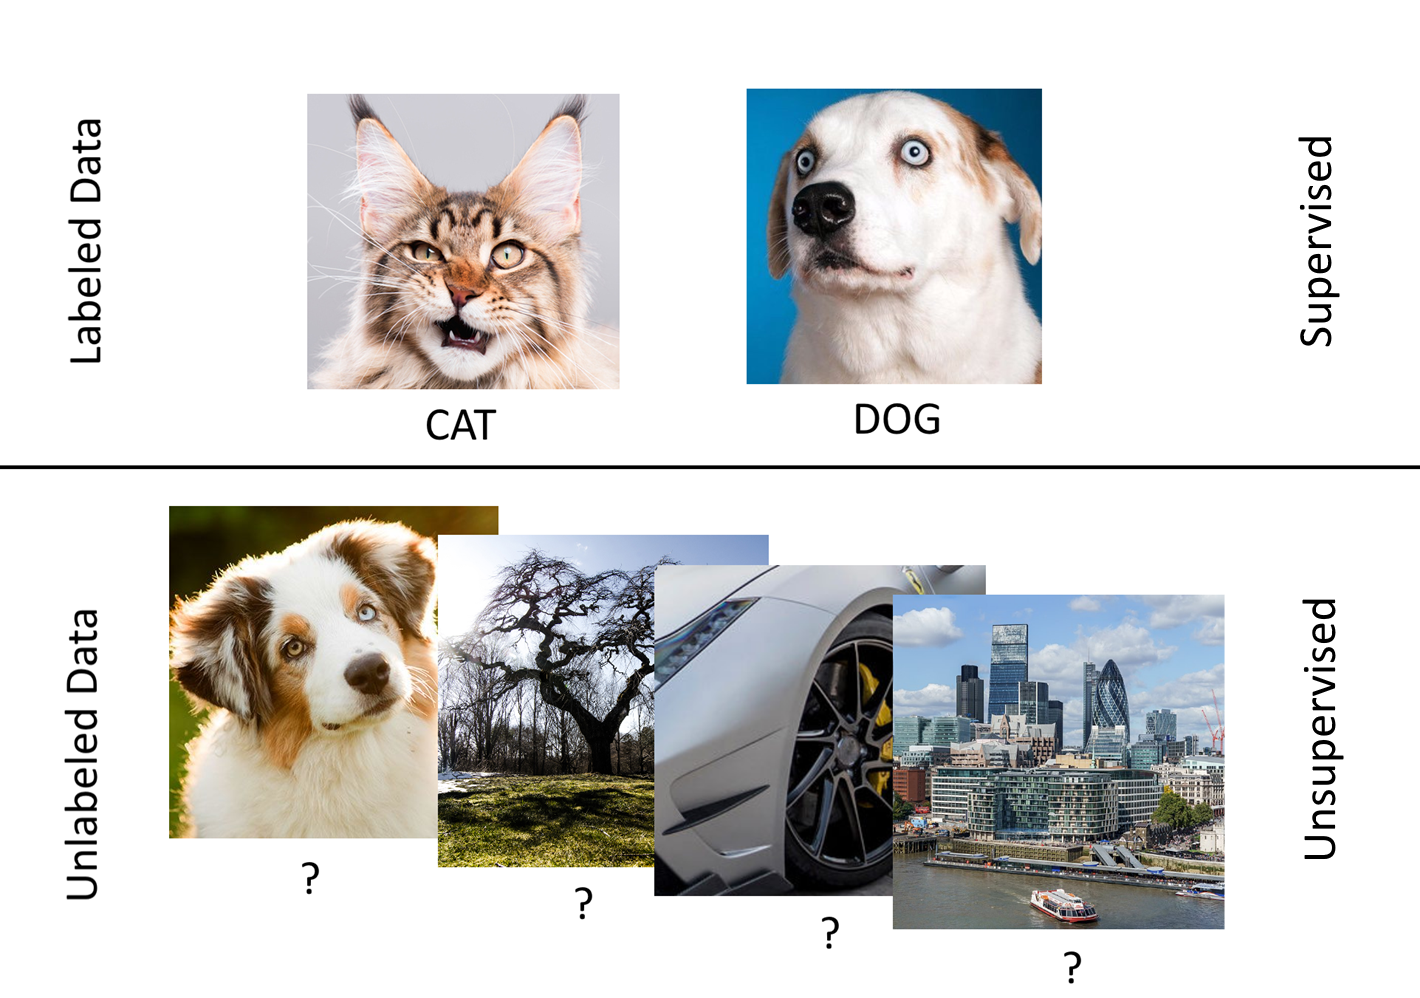 Labeled Data
CAT
DOG
Supervised
Unlabeled Data
?
?
?
?
Unsupervised